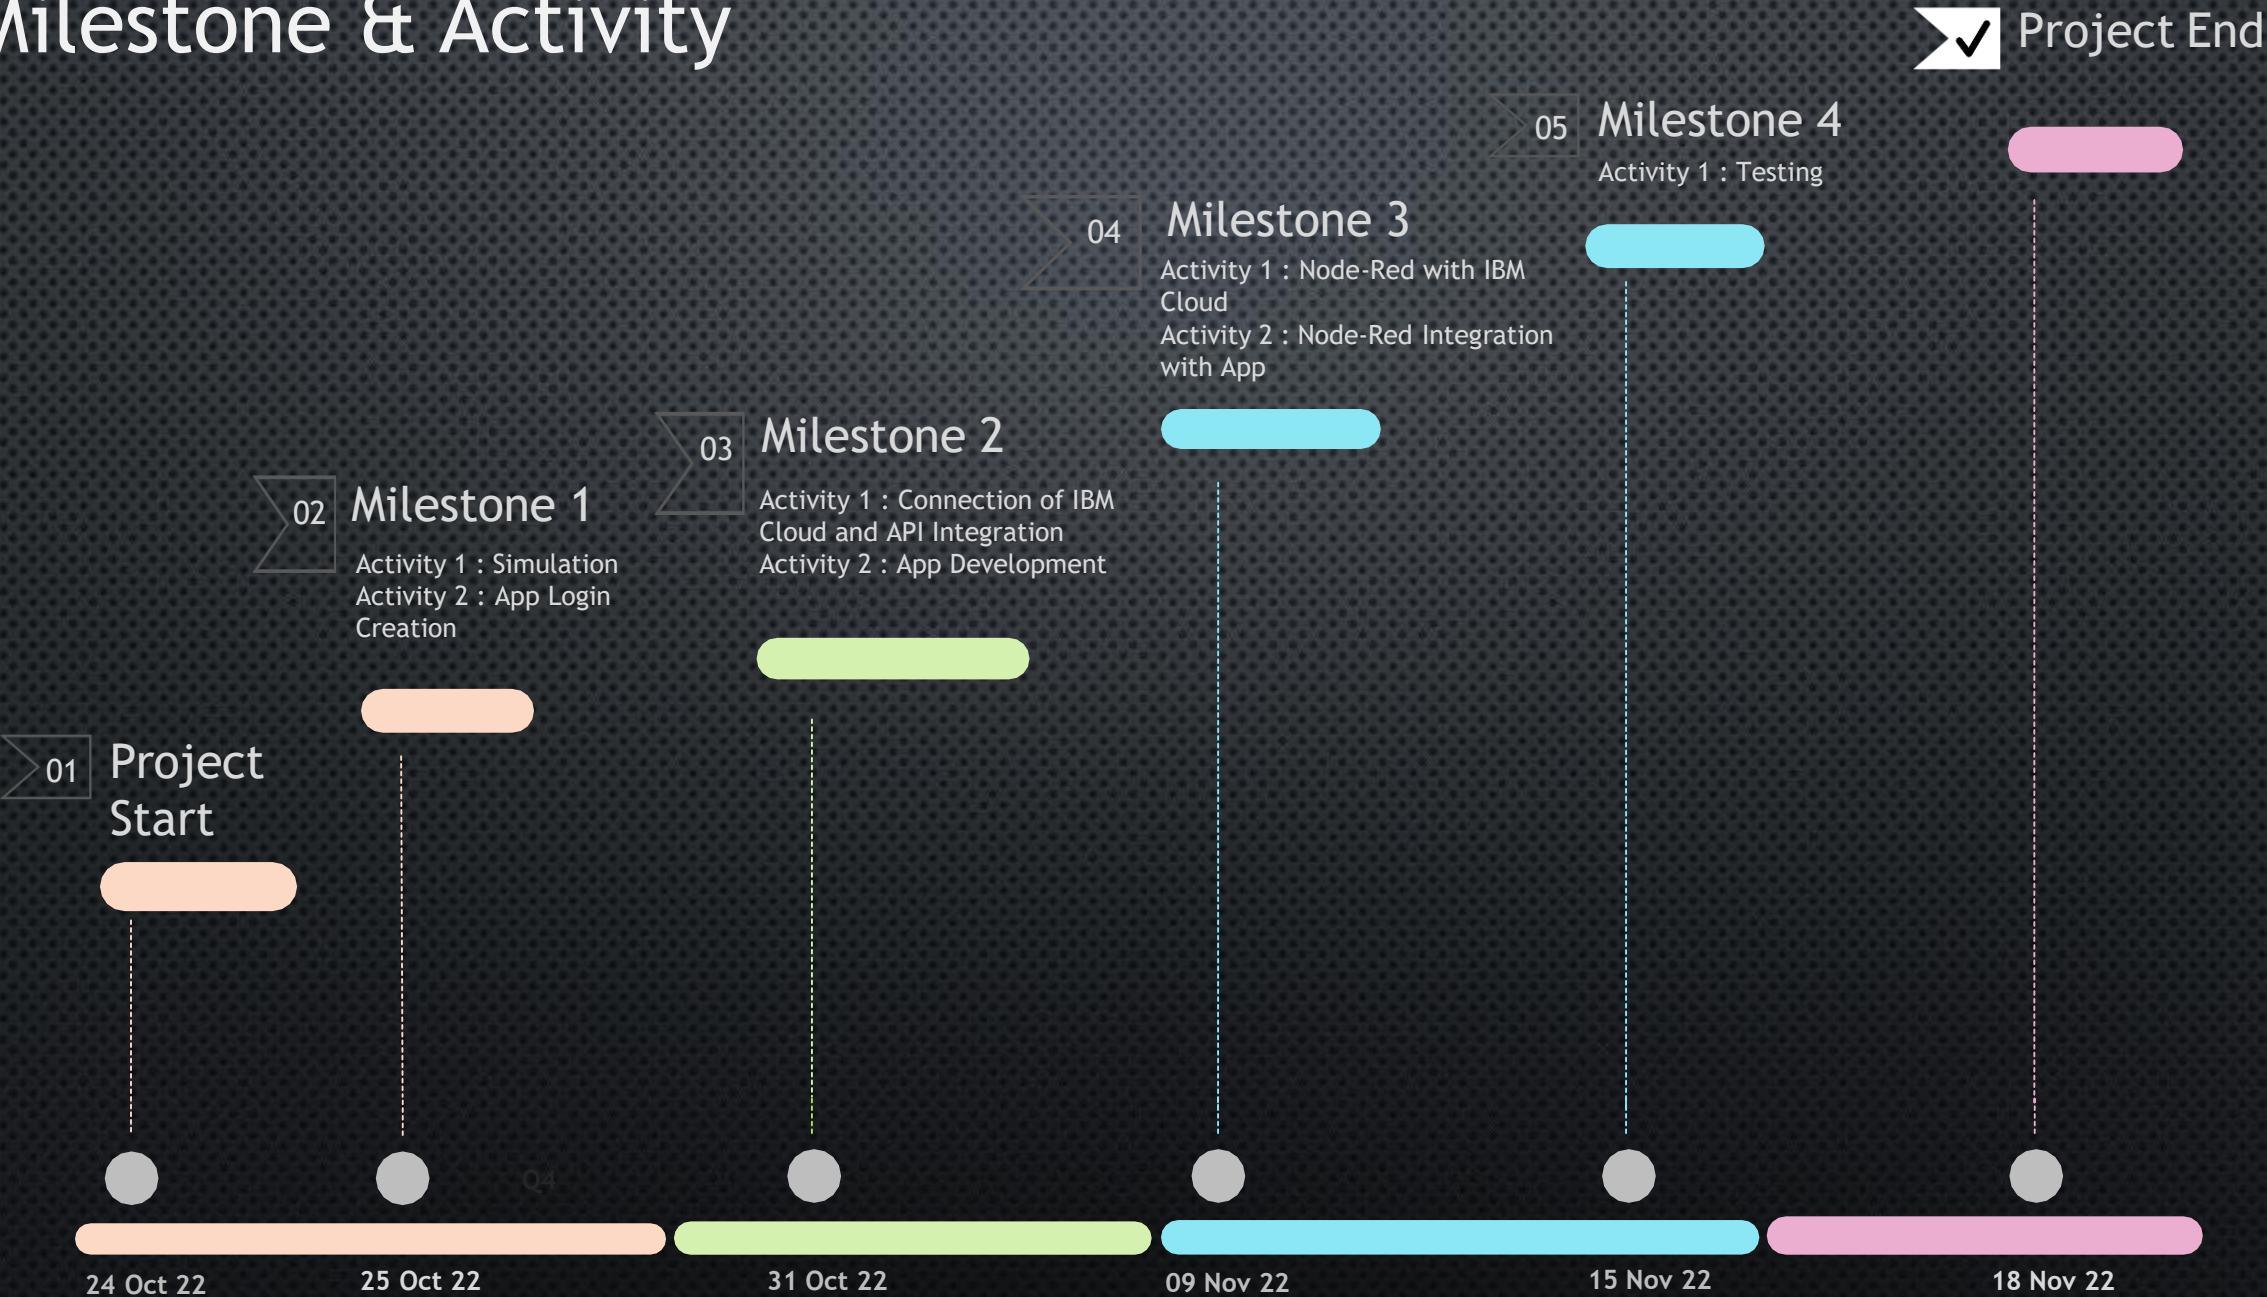 Milestone & Activity
Project End
05
Milestone 4
Activity 1 : Testing
04
Milestone 3
Activity 1 : Node-Red with IBM
Cloud
Activity 2 : Node-Red Integration
with App
03
Milestone 2
Activity 1 : Connection of IBM
Cloud and API Integration
Activity 2 : App Development
02
Milestone 1
Activity 1 : Simulation
Activity 2 : App Login
Creation
01
Project
Start
Q4
24 Oct 22
25 Oct 22
31 Oct 22
09 Nov 22
15 Nov 22
18 Nov 22